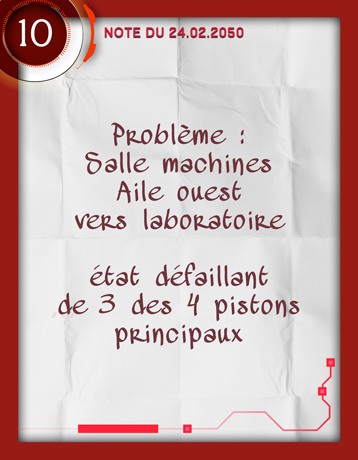 10
NOTE DU 24.02.2050
Problème :
Salle machines
Aile ouest
vers laboratoire
état défaillant
de 3 des 4 pistons
principaux